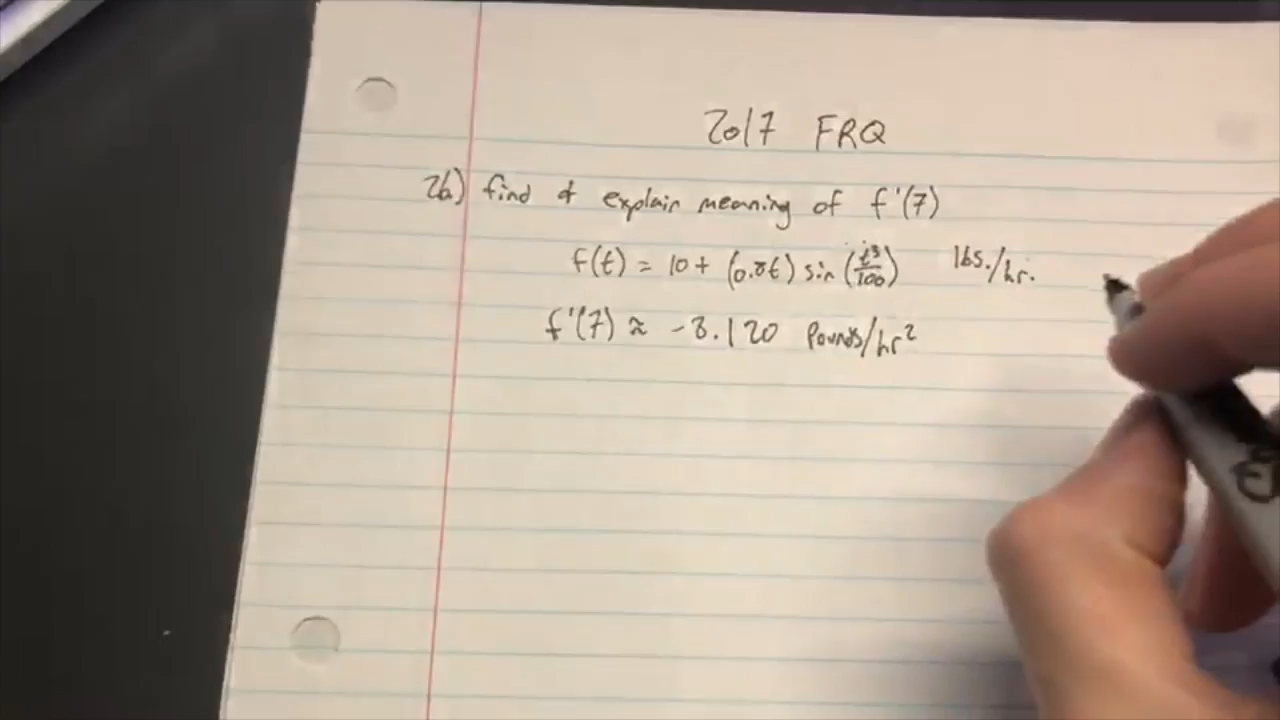 2017 FRQ
2b) find & explain meaning of f'(7)
f(t) = 10 + (0.8t) sin (t³/100) lbs./hr.
f'(7) ≈ -8.120 Pounds/hr²